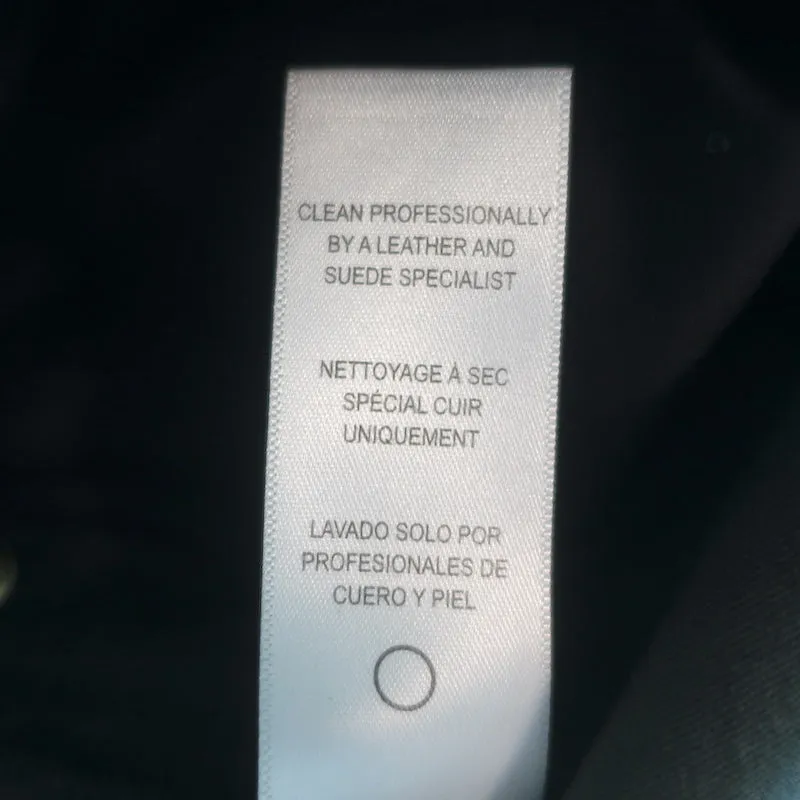 CLEAN PROFESSIONALLY
BY A LEATHER AND
SUEDE SPECIALIST
NETTOYAGE À SEC
SPÉCIAL CUIR
UNIQUEMENT
LAVADO SOLO POR
PROFESIONALES DE
CUERO Y PIEL